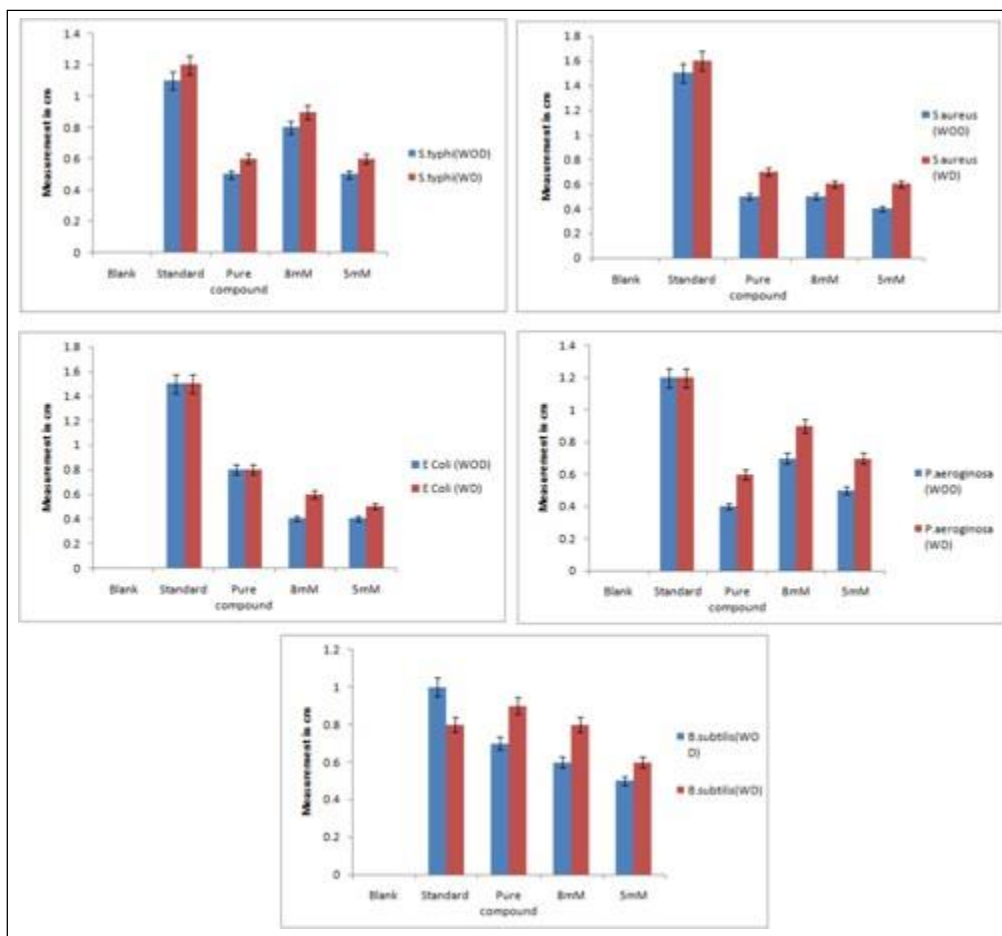 Measurement in cm
1.4
1.2
1
0.8
0.6
0.4
0.2
0
Blank
Standard
Pure
compound
8mM
5mM
S.typhi(WOD)
S.typhi(WD)
Measurement in cm
1.8
1.6
1.4
1.2
1
0.8
0.6
0.4
0.2
0
Blank
Standard
Pure
compound
8mM
5mM
S aureus
(WOD)
S aureus
(WD)
Measurement in cm
1.8
1.6
1.4
1.2
1
0.8
0.6
0.4
0.2
0
Blank
Standard
Pure
compound
8mM
5mM
E Coli (WOD)
E Coli (WD)
Measurement in cm
1.4
1.2
1
0.8
0.6
0.4
0.2
0
Blank
Standard
Pure
compound
8mM
5mM
P.aeroginosa
(WOD)
P.aeroginosa
(WD)
Measurement in cm
1.2
1
0.8
0.6
0.4
0.2
0
Blank
Standard
Pure
compound
8mM
5mM
B.subtilis(WO
D)
B.subtilis(WD)